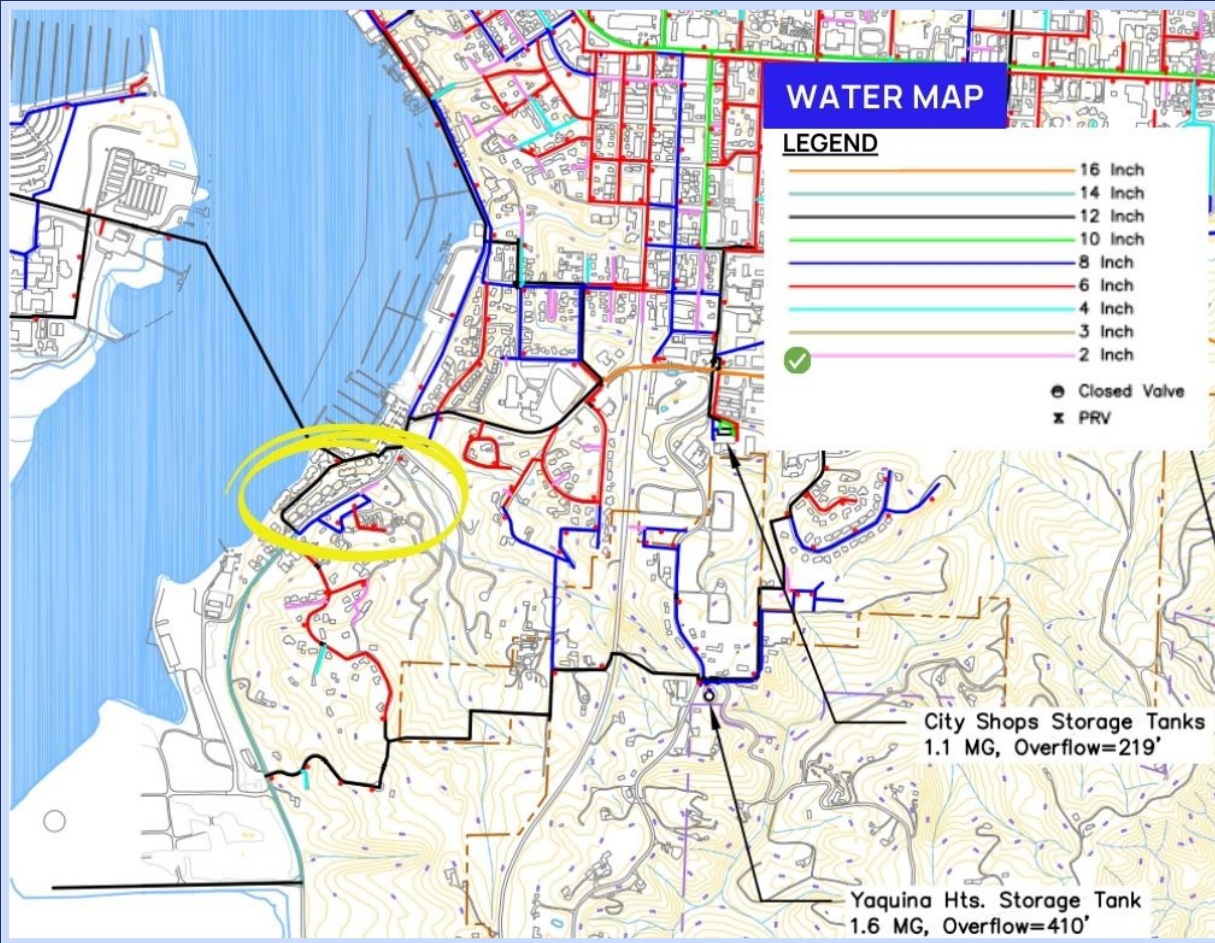 WATER MAP
LEGEND
16 Inch
14 Inch
12 Inch
10 Inch
8 Inch
6 Inch
4 Inch
3 Inch
2 Inch
Closed Valve
PRV
City Shops Storage Tanks
1.1 MG, Overflow=219'
Yaquina Hts. Storage Tank
1.6 MG, Overflow=410'